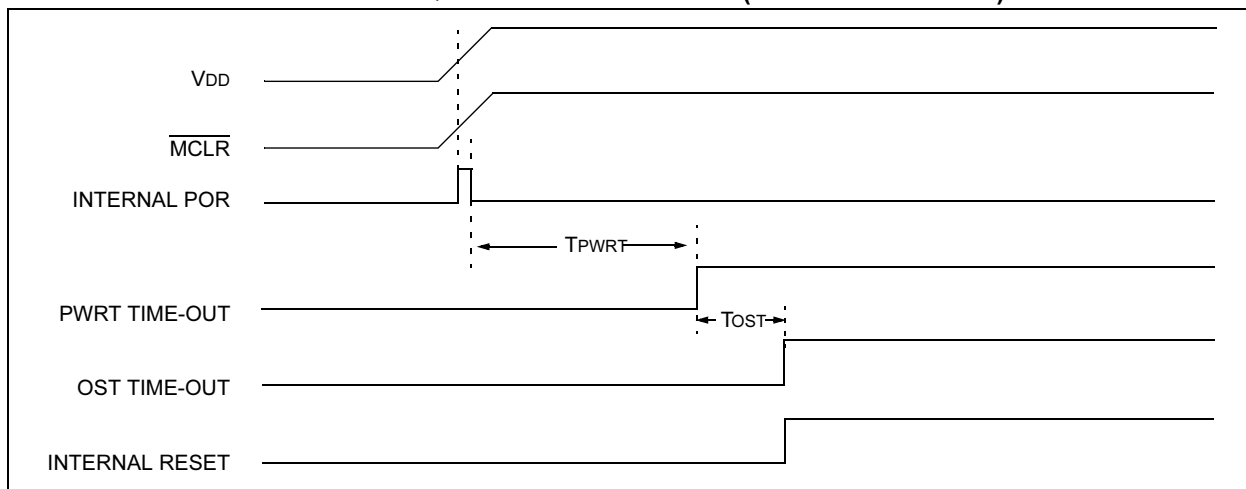 VDD
MCLR
INTERNAL POR
TPWRT
PWRT TIME-OUT
TOST
OST TIME-OUT
INTERNAL RESET